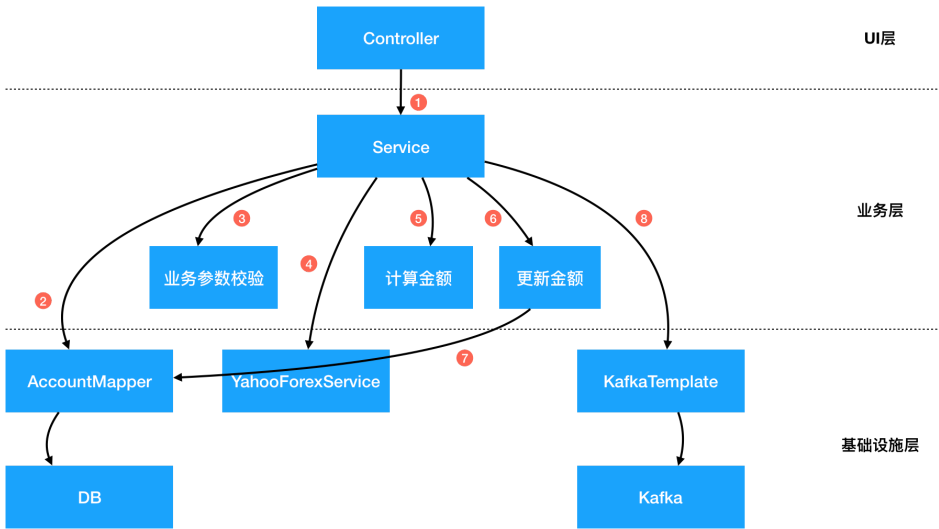 Controller
UI层
1
Service
业务层
3
5
6
8
4
2
业务参数校验
计算金额
更新金额
7
AccountMapper
YahooForexService
KafkaTemplate
基础设施层
DB
Kafka